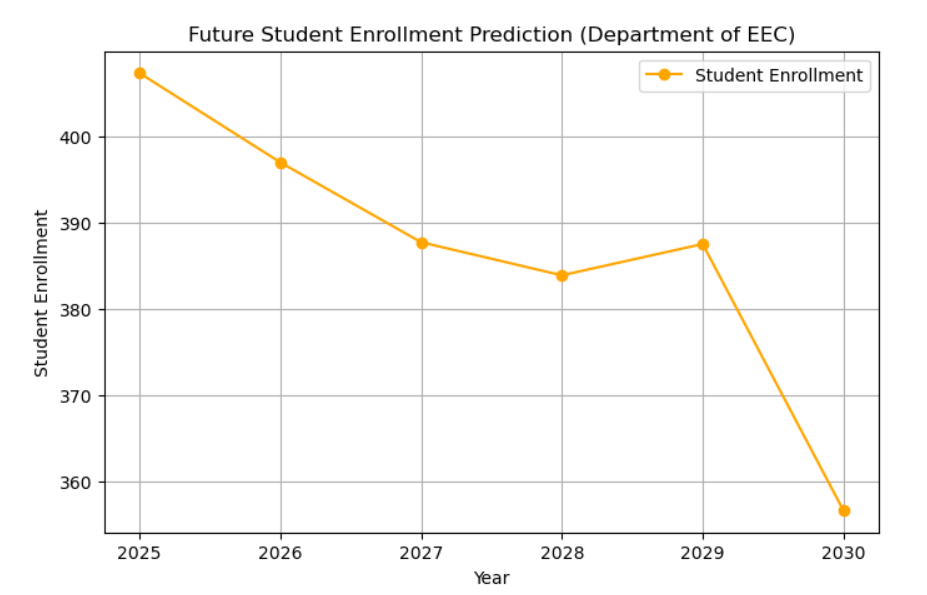 Future Student Enrollment Prediction (Department of EEC)
Student Enrollment
400
390
380
370
360
Student Enrollment
2025 2026 2027 2028 2029 2030
Year